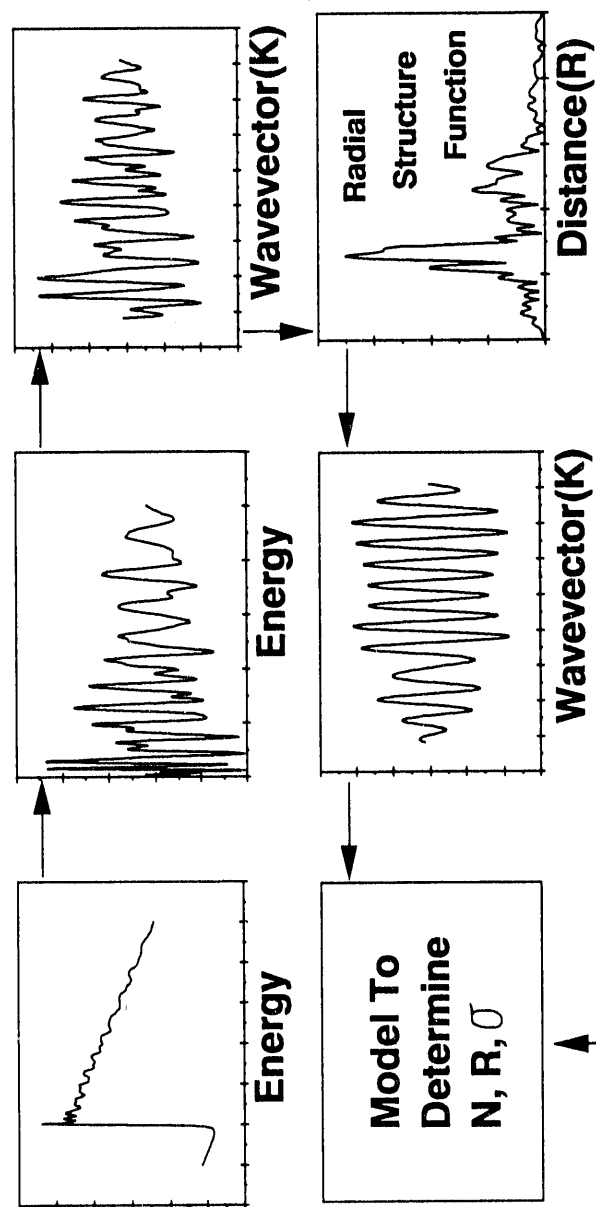 Energy
Energy
Wavevector(K)
Radial
Structure
Function
Distance(R)
Wavevector(K)
Model To
Determine
N, R, σ